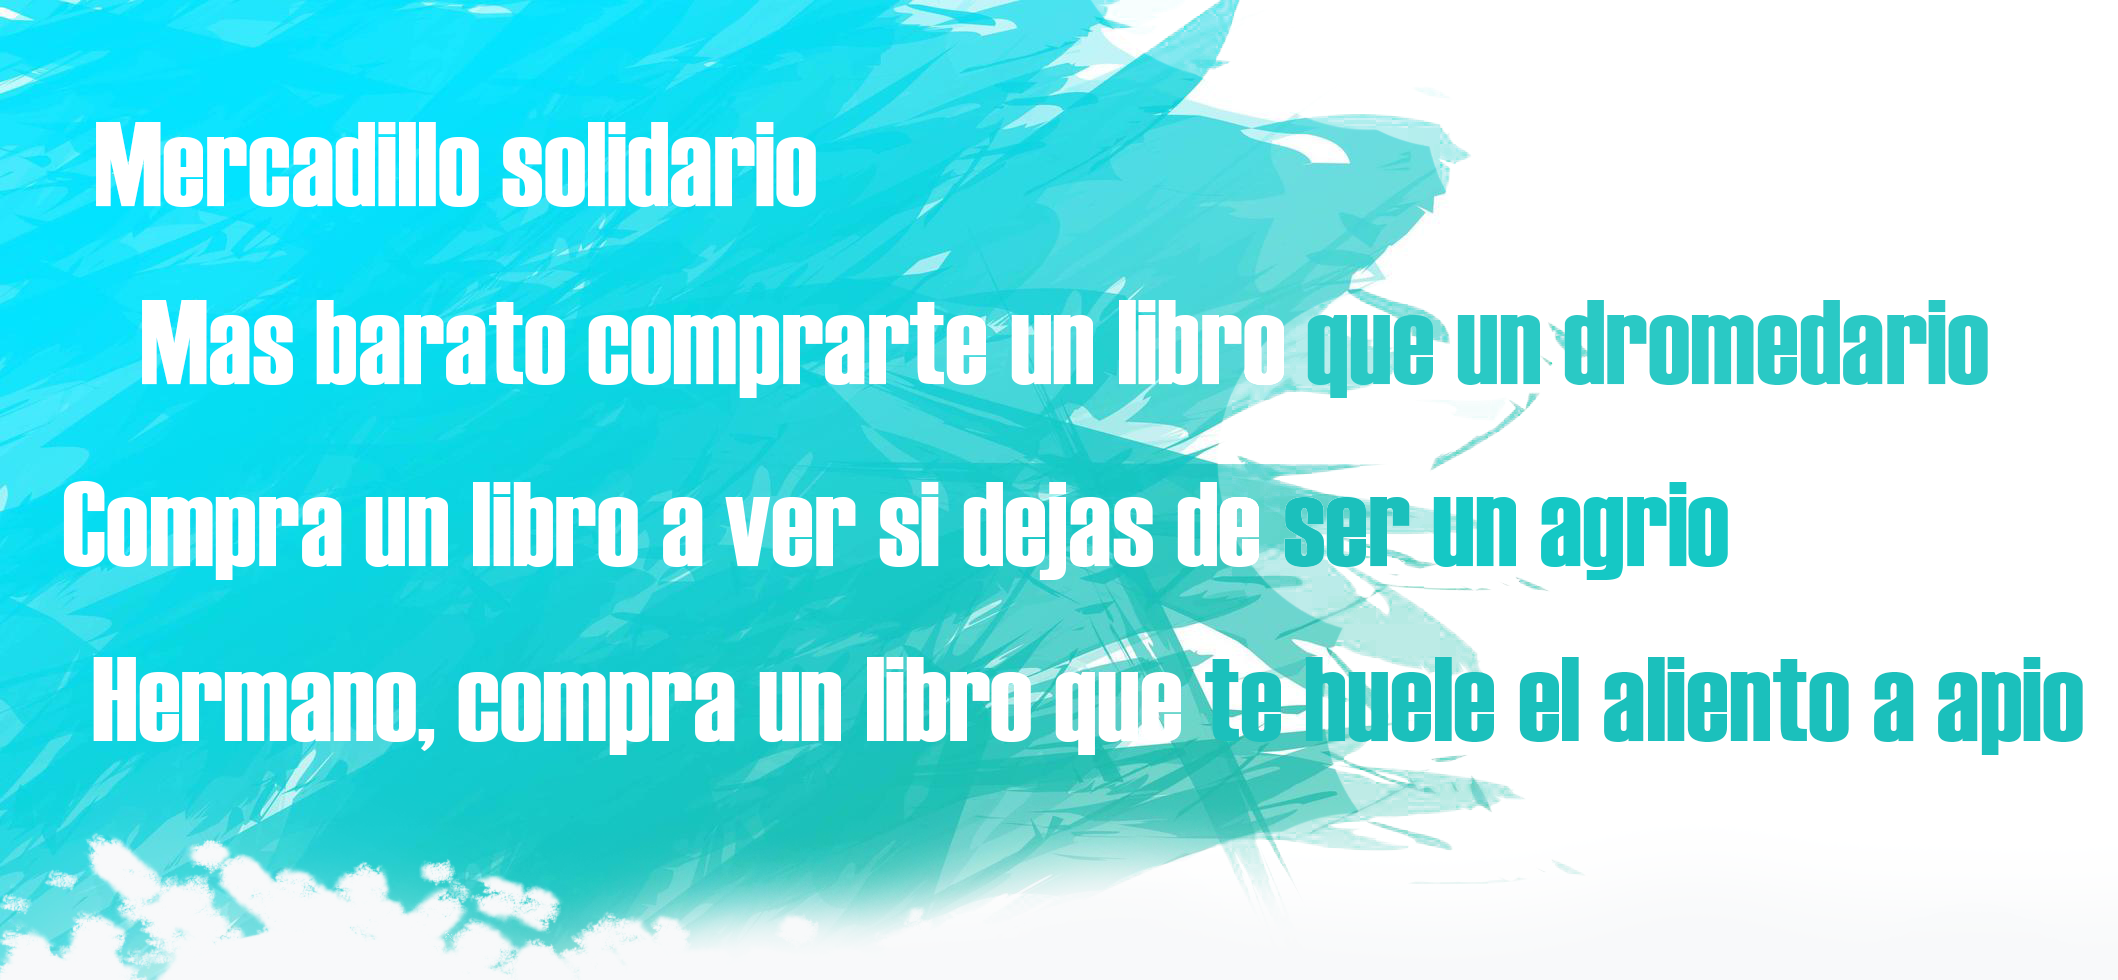 Mercadillo solidario
Mas barato comprarte un libro que un dromedario
Compra un libro a ver si dejas de ser un agrio
Hermano, compra un libro que te huele el aliento a apio